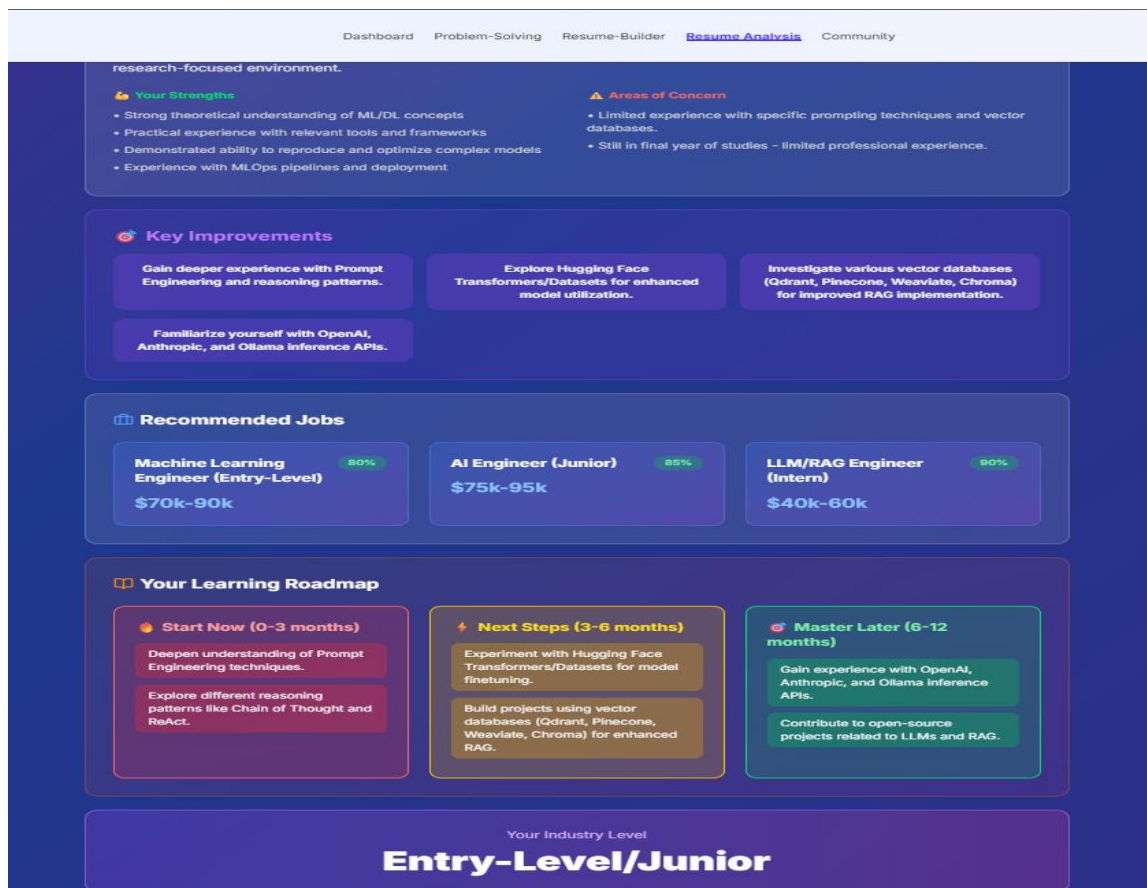 Dashboard Problem-Solving Resume-Builder Resume Analysis Community
research-focused environment.
💪 Your Strengths
• Strong theoretical understanding of ML/DL concepts
• Practical experience with relevant tools and frameworks
• Demonstrated ability to reproduce and optimize complex models
• Experience with MLOps pipelines and deployment
⚠️ Areas of Concern
• Limited experience with specific prompting techniques and vector
databases.
• Still in final year of studies - limited professional experience.
🎯 Key Improvements
Gain deeper experience with Prompt
Engineering and reasoning patterns.
Explore Hugging Face
Transformers/Datasets for enhanced
model utilization.
Investigate various vector databases
(Qdrant, Pinecone, Weaviate, Chroma)
for improved RAG implementation.
Familiarize yourself with OpenAI,
Anthropic, and Ollama inference APIs.
Recommended Jobs
Machine Learning
Engineer (Entry-Level)
80%
$70k-90k
AI Engineer (Junior)
85%
$75k-95k
LLM/RAG Engineer
(Intern)
90%
$40k-60k
Your Learning Roadmap
🔥 Start Now (0-3 months)
Deepen understanding of Prompt
Engineering techniques.
Explore different reasoning
patterns like Chain of Thought and
ReAct.
⚡ Next Steps (3-6 months)
Experiment with Hugging Face
Transformers/Datasets for model
finetuning.
Build projects using vector
databases (Qdrant, Pinecone,
Weaviate, Chroma) for enhanced
RAG.
🎯 Master Later (6-12
months)
Gain experience with OpenAI,
Anthropic, and Ollama inference
APIs.
Contribute to open-source
projects related to LLMs and RAG.
Your Industry Level
Entry-Level/Junior